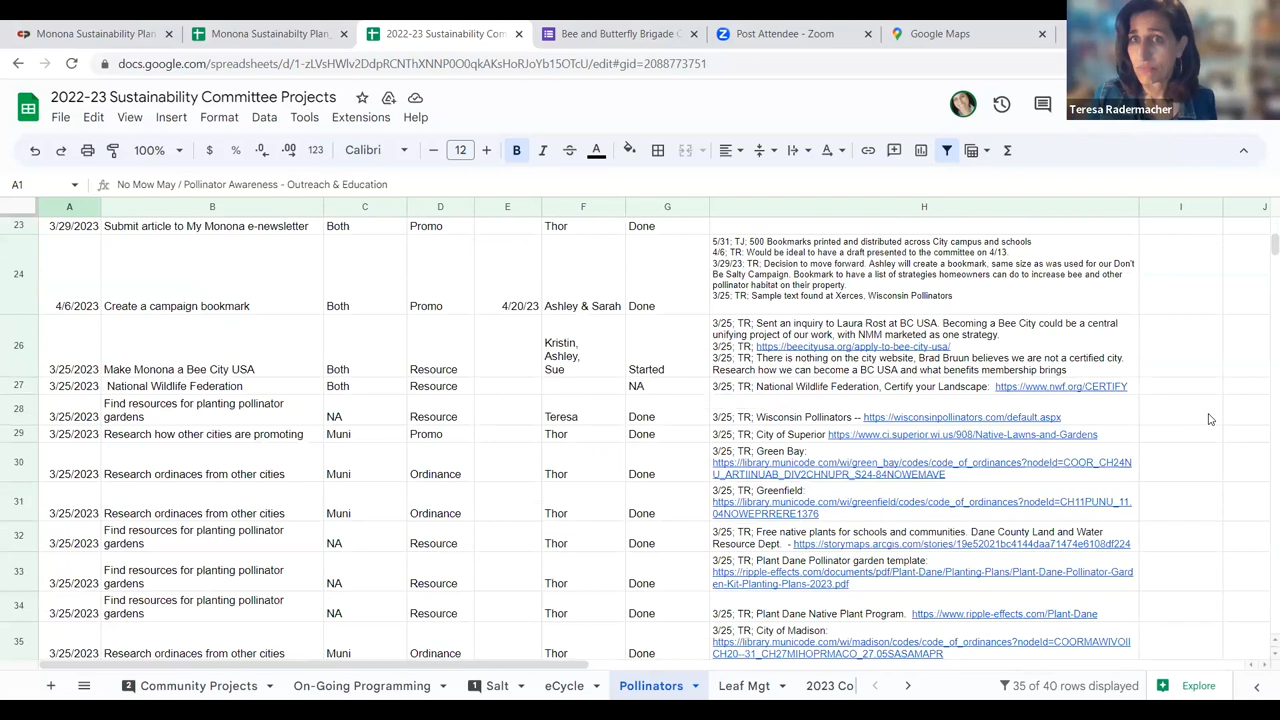 Monona Sustainability Plan
Monona Sustainabilty Plan_
2022-23 Sustainability Com
Bee and Butterfly Brigade C
Post Attendee - Zoom
Google Maps
docs.google.com/spreadsheets/d/1-zLVsHWlv2DdpRCNThXNNP0O0qkAKsHoRJoYb15OTcU/edit#gid=2088773751
2022-23 Sustainability Committee Projects
File Edit View Insert Format Data Tools Extensions Help
Teresa Radermacher
100% $ % .0 .00 123 Calibri 12 B I A
A1 No Mow May / Pollinator Awareness - Outreach & Education
A B C D E F G H I J
23 3/29/2023 Submit article to My Monona e-newsletter Both Promo Thor Done
5/31: TJ; 500 Bookmarks printed and distributed across City campus and schools
4/6; TR: Would be ideal to have a draft presented to the committee on 4/13.
24 3/29/23: TR; Decision to move forward. Ashley will create a bookmark, same size as was used for our Don't
Be Salty Campaign. Bookmark to have a list of strategies homeowners can do to increase bee and other
pollinator habitat on their property.
3/25; TR: Sample text found at Xerces, Wisconsin Pollinators
4/6/2023 Create a campaign bookmark Both Promo 4/20/23 Ashley & Sarah Done
3/25; TR; Sent an inquiry to Laura Rost at BC USA. Becoming a Bee City could be a central
unifying project of our work, with NMM marketed as one strategy.
26 Kristin, 3/25; TR; https://beecityusa.org/apply-to-bee-city-usa/
Ashley, 3/25; TR; There is nothing on the city website, Brad Bruun believes we are not a certified city.
3/25/2023 Make Monona a Bee City USA Both Resource Sue Started Research how we can become a BC USA and what benefits membership brings
27 3/25/2023 National Wildlife Federation Both Resource NA 3/25; TR; National Wildlife Federation, Certify your Landscape: https://www.nwf.org/CERTIFY
28 Find resources for planting pollinator
3/25/2023 gardens NA Resource Teresa Done 3/25; TR; Wisconsin Pollinators -- https://wisconsinpollinators.com/default.aspx
29 3/25/2023 Research how other cities are promoting Muni Promo Thor Done 3/25; TR; City of Superior https://www.ci.superior.wi.us/908/Native-Lawns-and-Gardens
3/25; TR; Green Bay:
30 https://library.municode.com/wi/green_bay/codes/code_of_ordinances?nodeId=COOR_CH24N
3/25/2023 Research ordinaces from other cities Muni Ordinance Thor Done U_ARTIINUAB_DIV2CHNUPR_S24-84NOWEMAVE
3/25; TR; Greenfield:
31 https://library.municode.com/wi/greenfield/codes/code_of_ordinances?nodeId=CH11PUNU_11.
3/25/2023 Research ordinaces from other cities Muni Ordinance Thor Done 04NOWEPRRERE1376
32 Find resources for planting pollinator 3/25; TR; Free native plants for schools and communities. Dane County Land and Water
3/25/2023 gardens NA Resource Thor Done Resource Dept. - https://storymaps.arcgis.com/stories/19e52021bc4144daa71474e6108df224
3/25; TR; Plant Dane Pollinator garden template:
33 Find resources for planting pollinator https://ripple-effects.com/documents/pdf/Plant-Dane/Planting-Plans/Plant-Dane-Pollinator-Gard
3/25/2023 gardens NA Resource Thor Done en-Kit-Planting-Plans-2023.pdf
34 Find resources for planting pollinator
3/25/2023 gardens NA Resource Thor Done 3/25; TR; Plant Dane Native Plant Program. https://www.ripple-effects.com/Plant-Dane
3/25; TR; City of Madison:
35 https://library.municode.com/wi/madison/codes/code_of_ordinances?nodeId=COORMAWIVOII
3/25/2023 Research ordinaces from other cities Muni Ordinance Thor Done CH20--31_CH27MIHOPRMACO_27.05SASAMAPR
2 Community Projects On-Going Programming 1 Salt eCycle Pollinators Leaf Mgt 2023 Co 35 of 40 rows displayed Explore